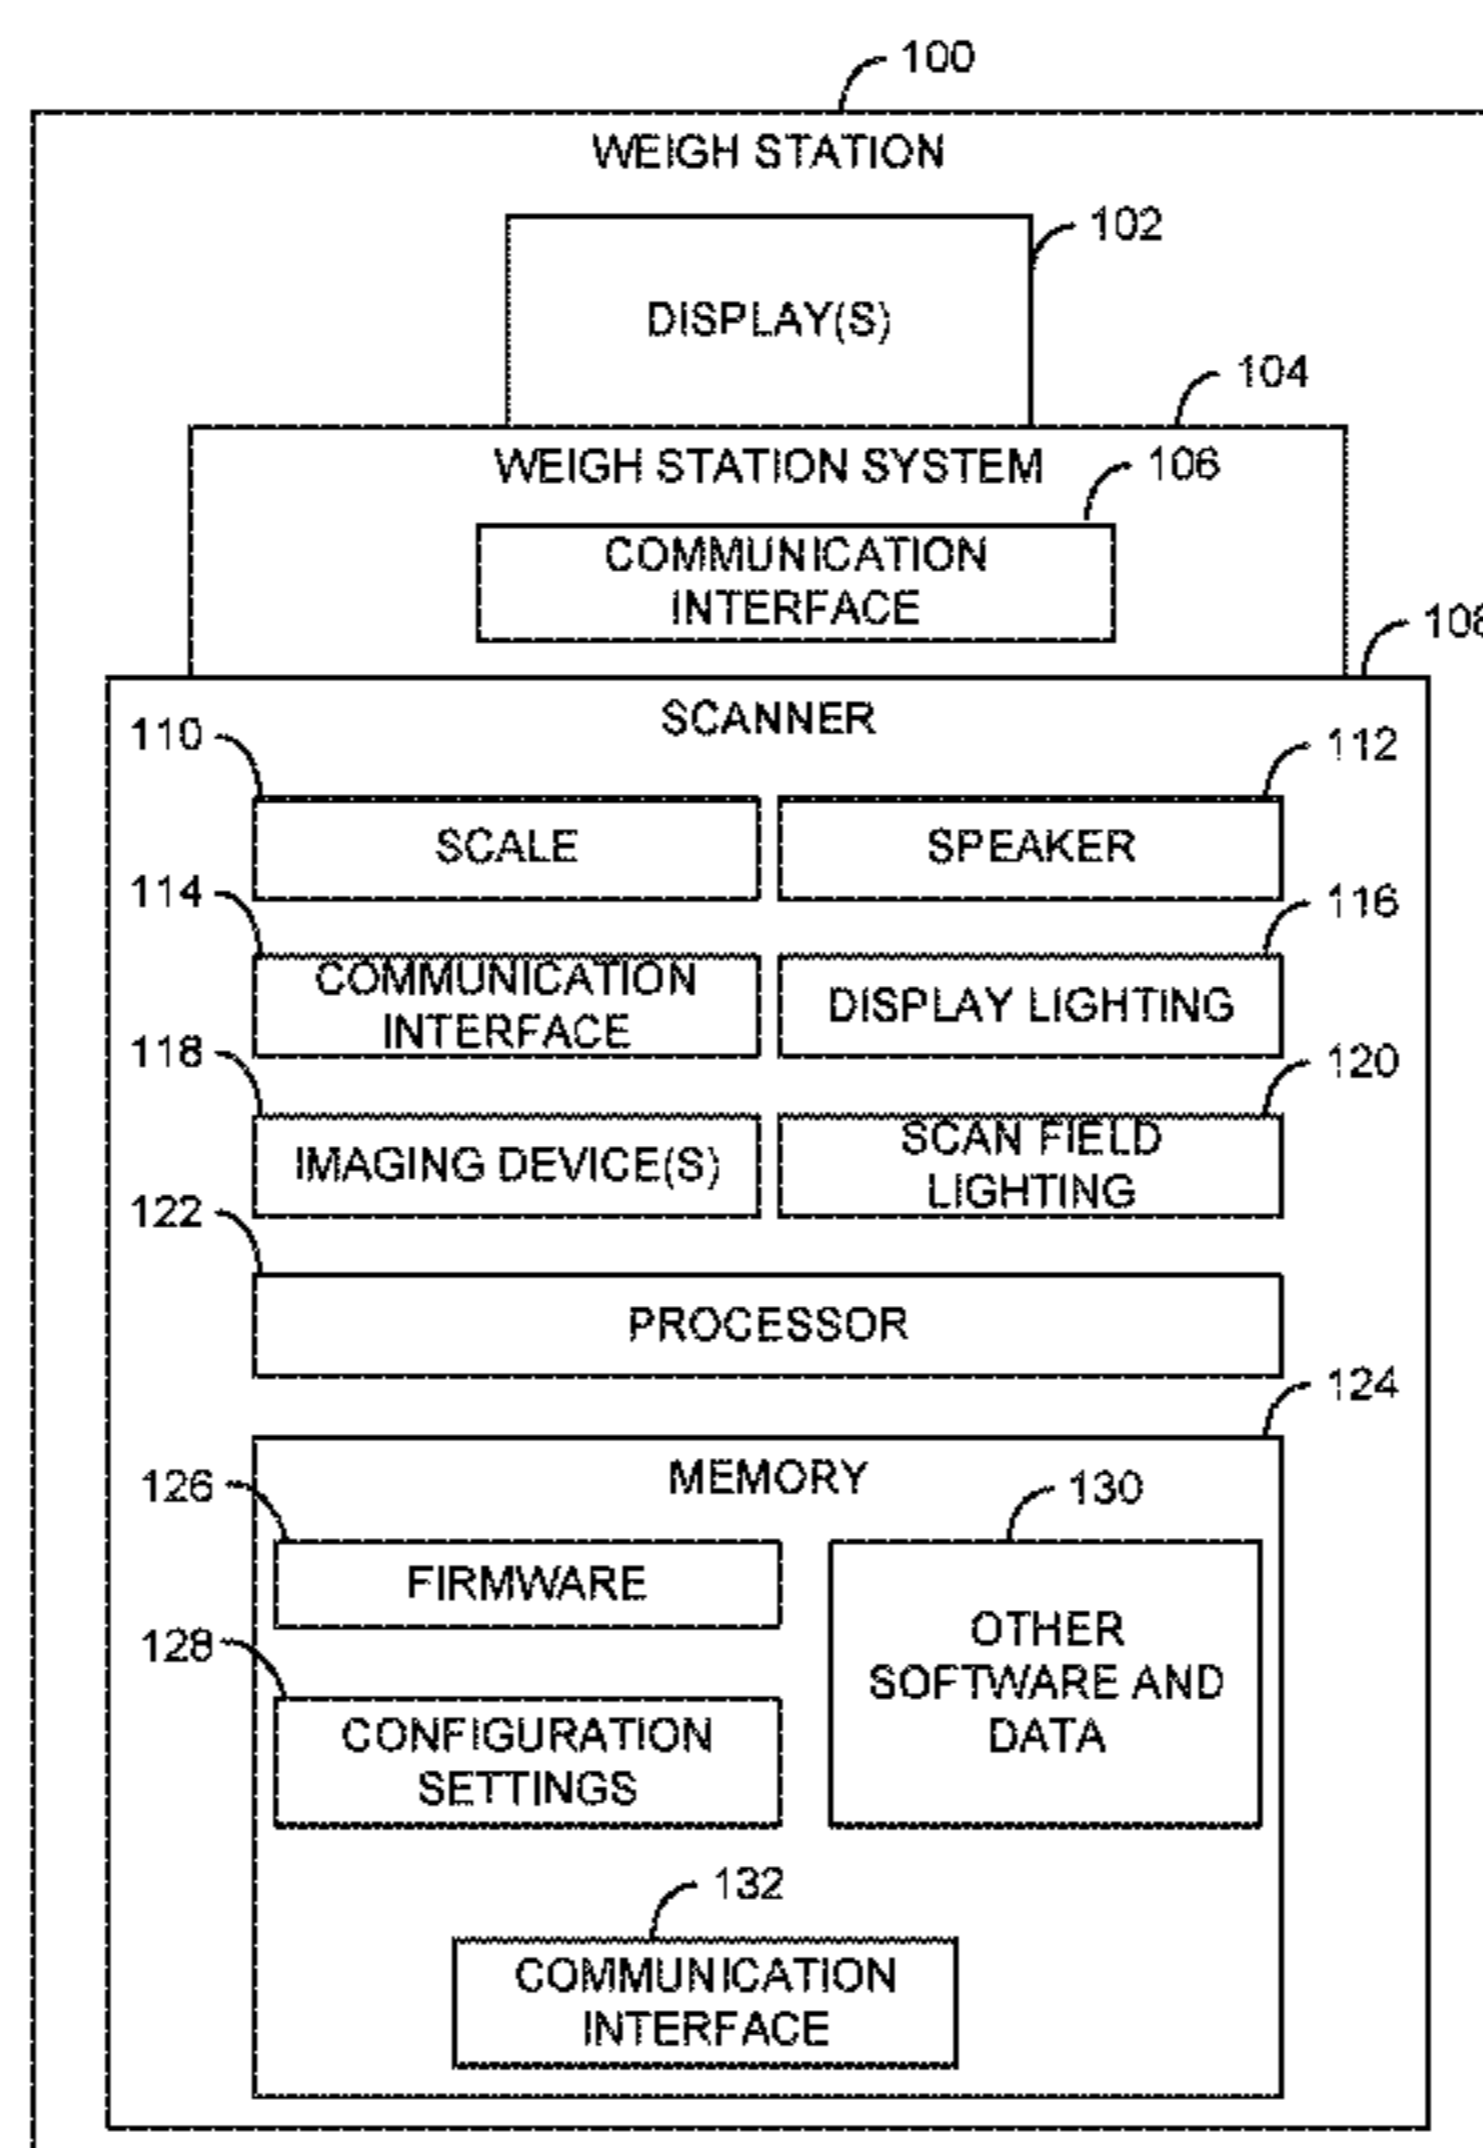 100
WEIGH STATION
102
DISPLAY(S)
104
WEIGH STATION SYSTEM
106
COMMUNICATION
INTERFACE
108
SCANNER
110
112
SCALE
SPEAKER
114
116
COMMUNICATION
INTERFACE
DISPLAY LIGHTING
118
120
IMAGING DEVICE(S)
SCAN FIELD
LIGHTING
122
PROCESSOR
124
MEMORY
126
130
FIRMWARE
OTHER
SOFTWARE AND
DATA
128
CONFIGURATION
SETTINGS
132
COMMUNICATION
INTERFACE